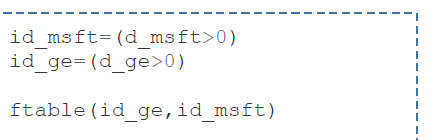 id_msft=(d_msft>0)
id_ge=(d_ge>0)
ftable(id_ge,id_msft)